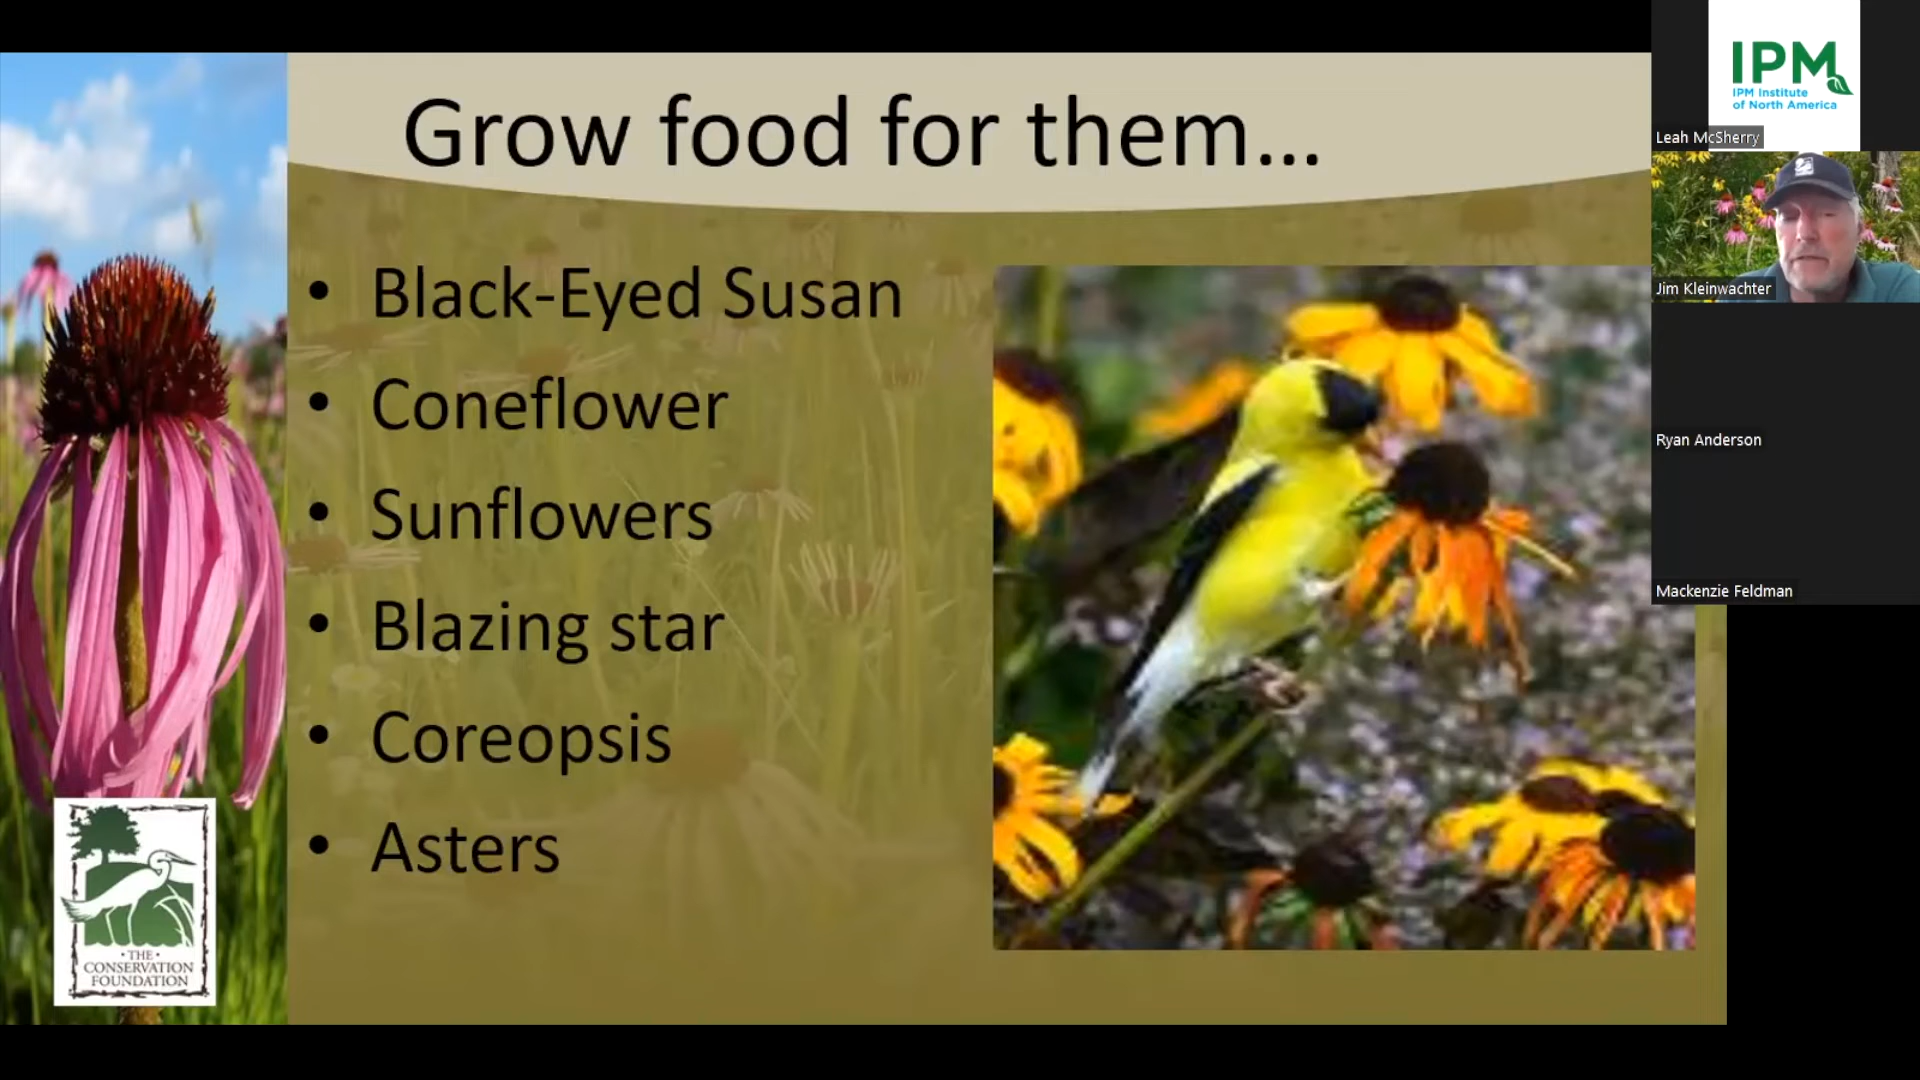 Grow food for them...
• Black-Eyed Susan
• Coneflower
• Sunflowers
• Blazing star
• Coreopsis
• Asters
• THE •
CONSERVATION
FOUNDATION
IPM
IPM Institute
of North America
Leah McSherry
Jim Kleinwachter
Ryan Anderson
Mackenzie Feldman